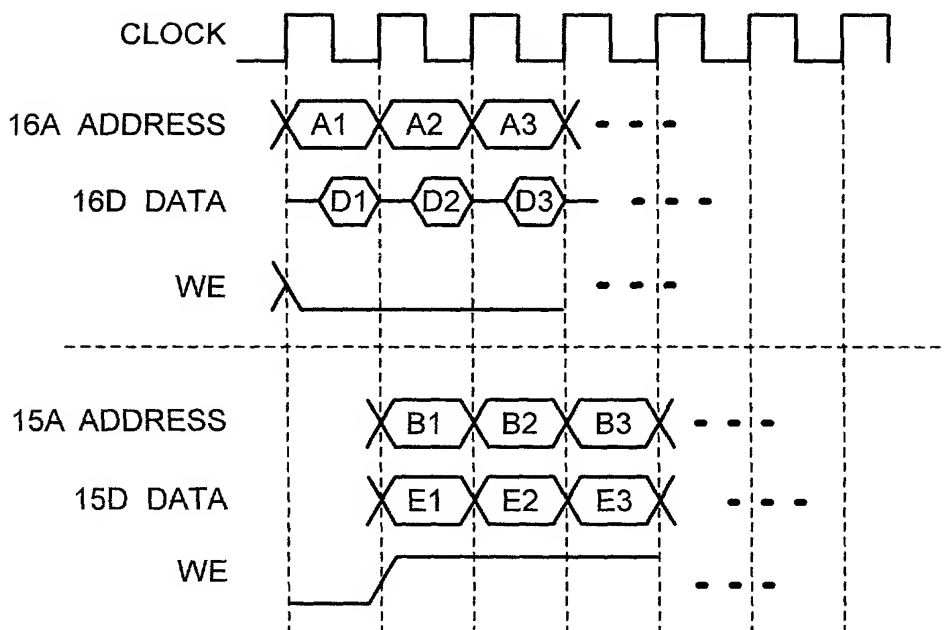 CLOCK
16A ADDRESS A1 A2 A3
16D DATA D1 D2 D3
WE
15A ADDRESS B1 B2 B3
15D DATA E1 E2 E3
WE